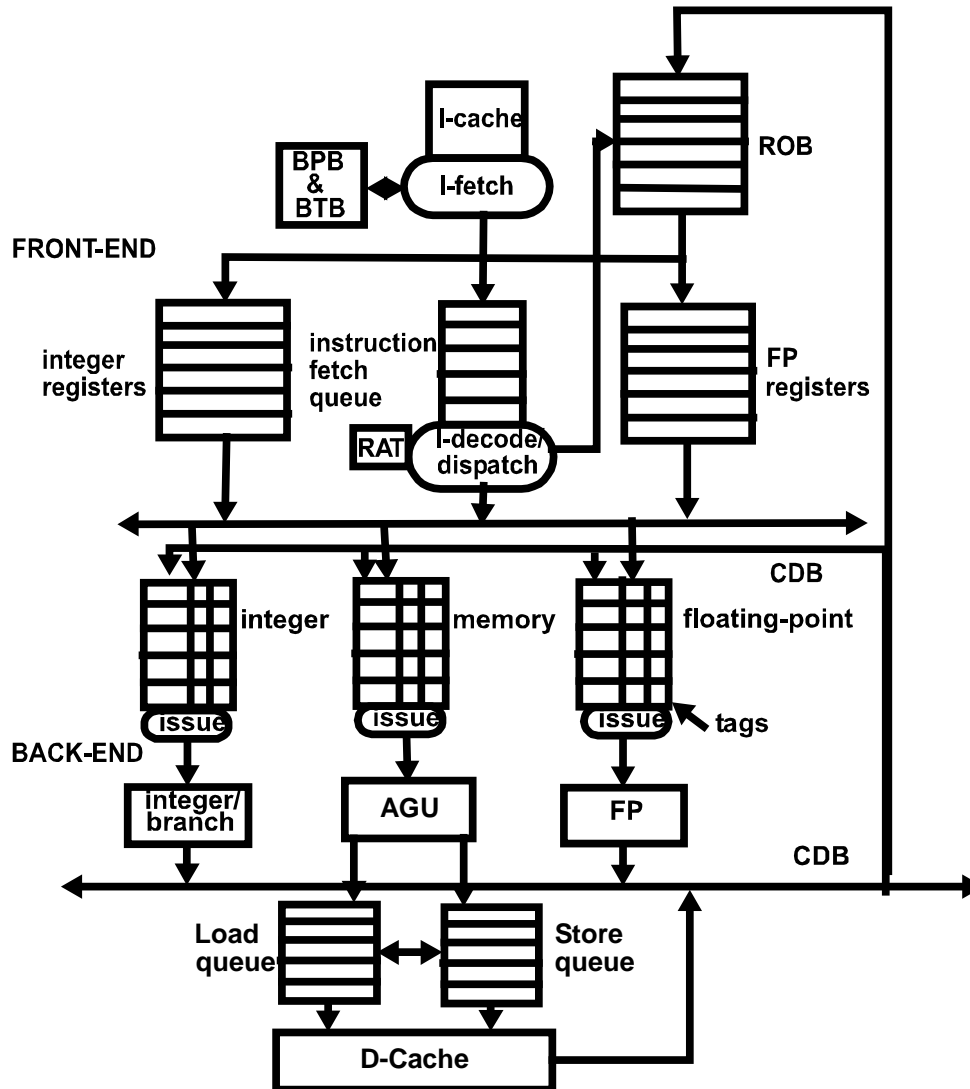 I-cache
ROB
BPB
&
BTB
I-fetch
FRONT-END
integer
registers
instruction
fetch
queue
FP
registers
RAT
I-decode/
dispatch
CDB
integer
memory
floating-point
issue
issue
issue
tags
BACK-END
integer/
branch
AGU
FP
CDB
Load
queue
Store
queue
D-Cache